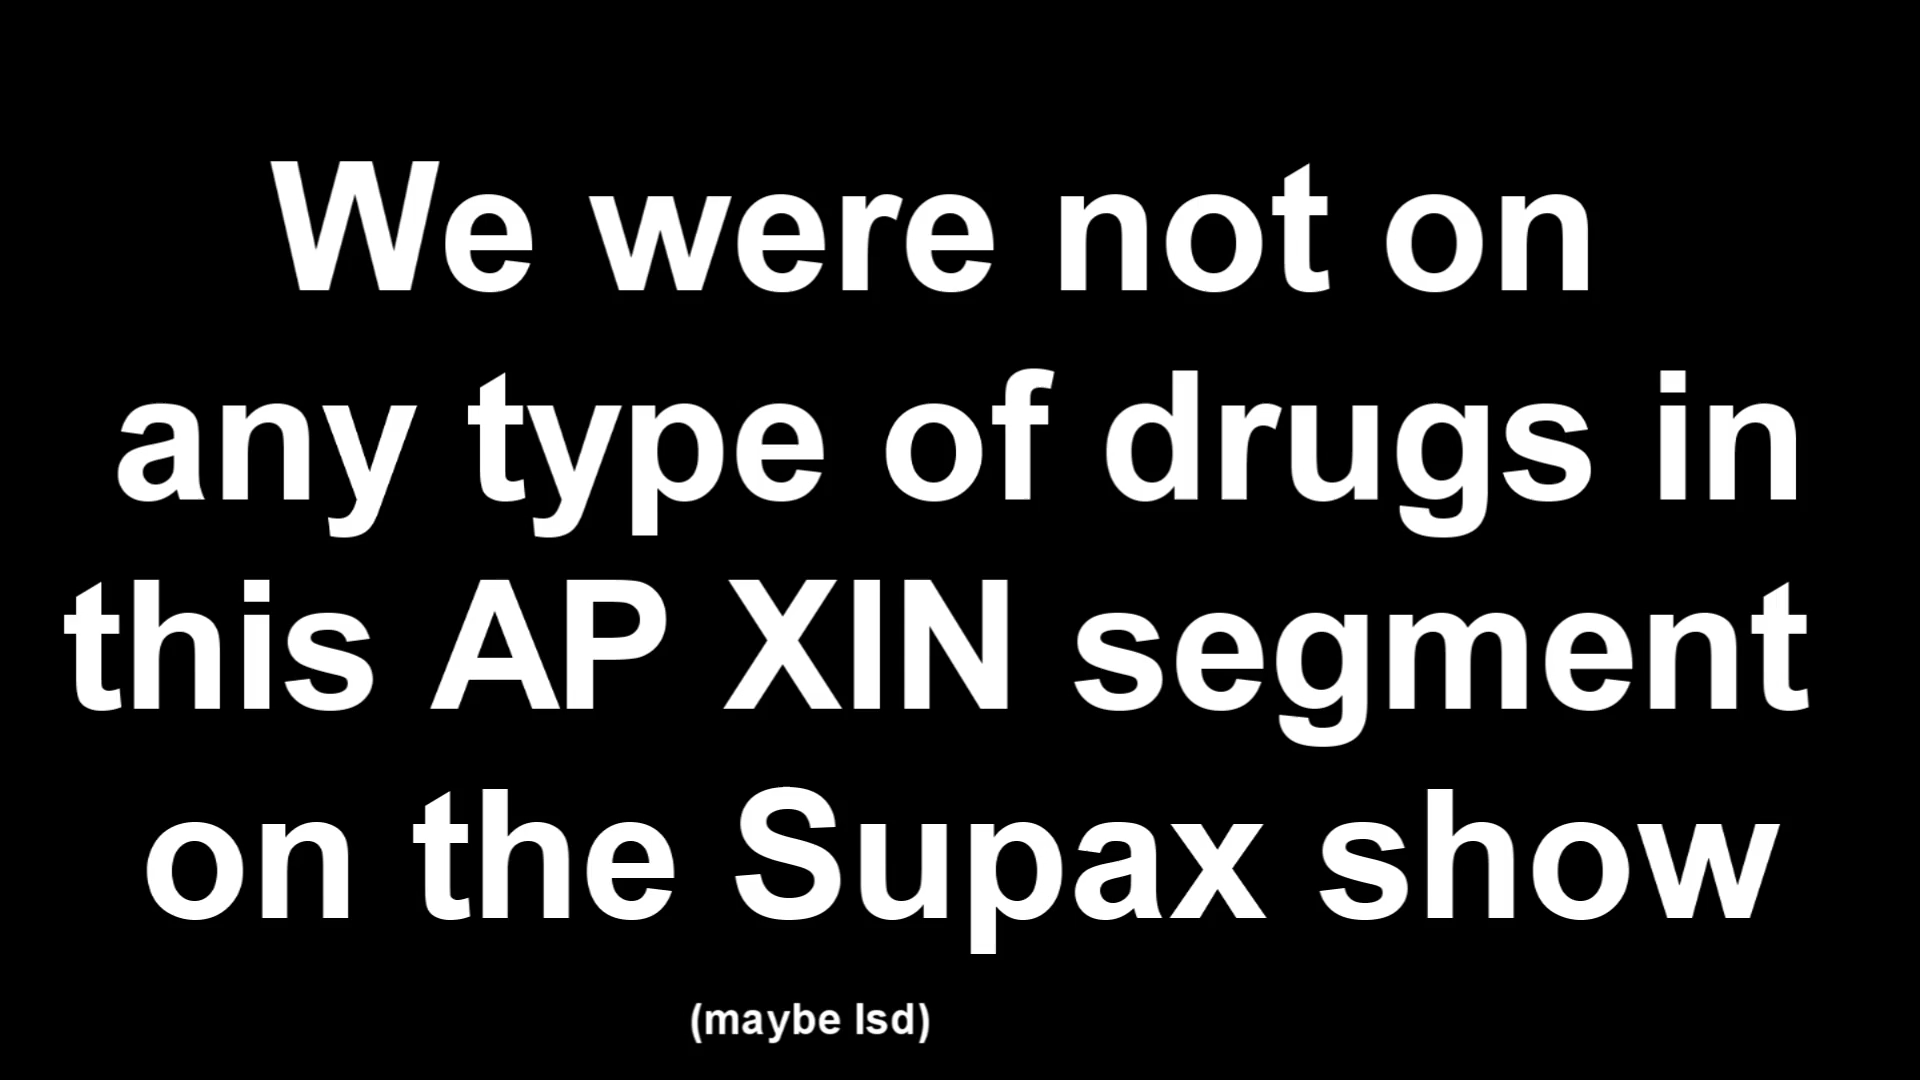 We were not on
any type of drugs in
this AP XIN segment
on the Supax show
(maybe lsd)